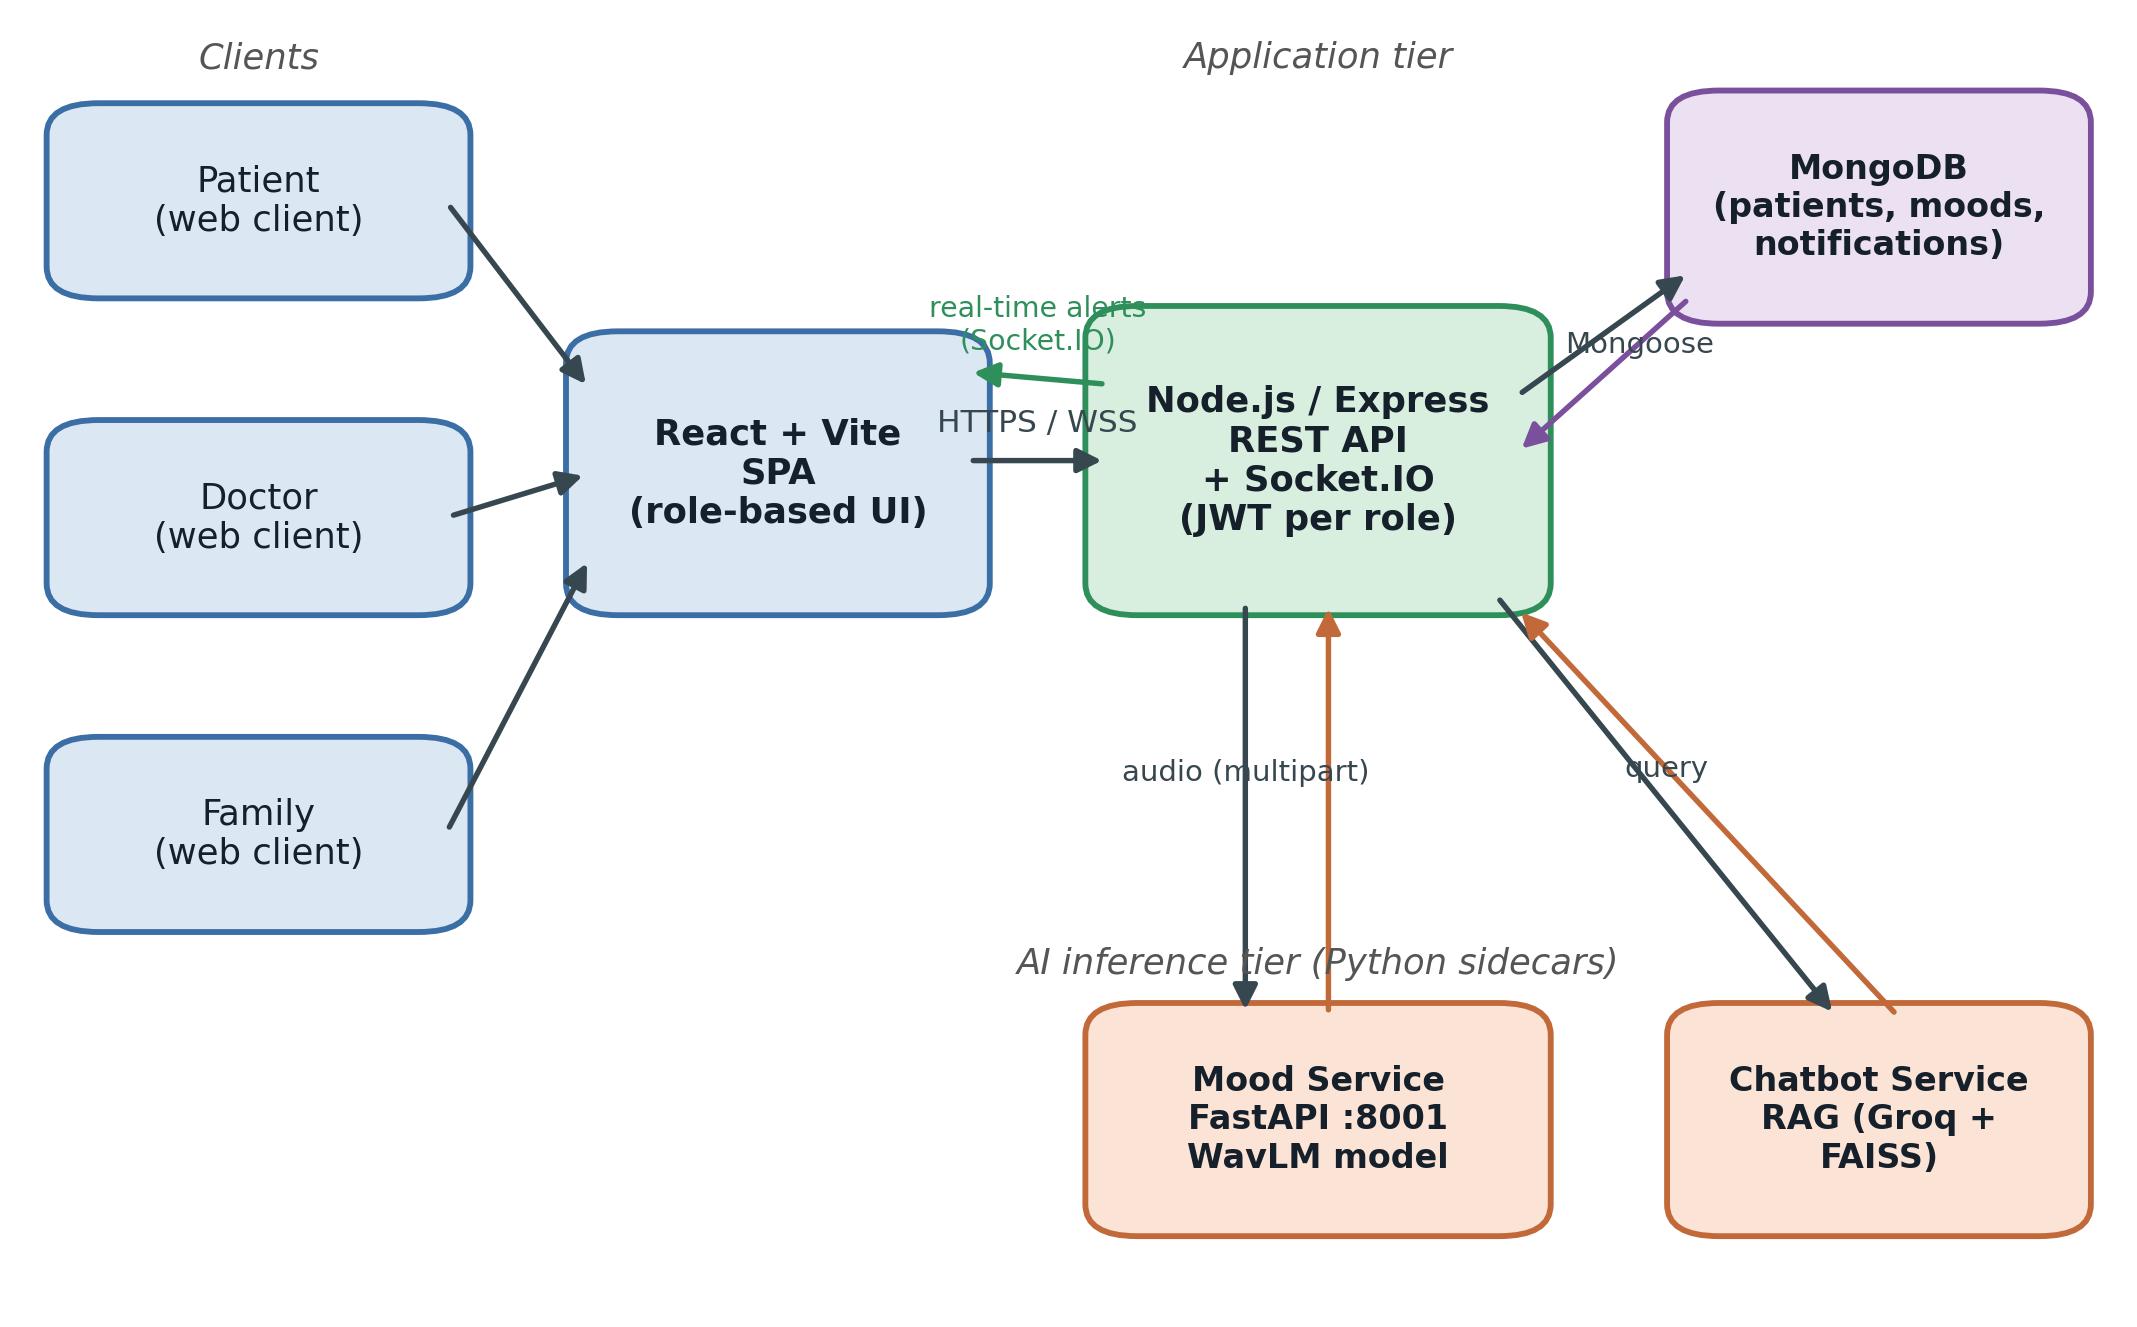 Clients
Application tier
Patient
(web client)
MongoDB
(patients, moods,
notifications)
real-time alerts
(Socket.IO)
Mongoose
HTTPS / WSS
React + Vite
SPA
(role-based UI)
Node.js / Express
REST API
+ Socket.IO
(JWT per role)
Doctor
(web client)
Family
(web client)
audio (multipart)
query
AI inference tier (Python sidecars)
Mood Service
FastAPI :8001
WavLM model
Chatbot Service
RAG (Groq +
FAISS)